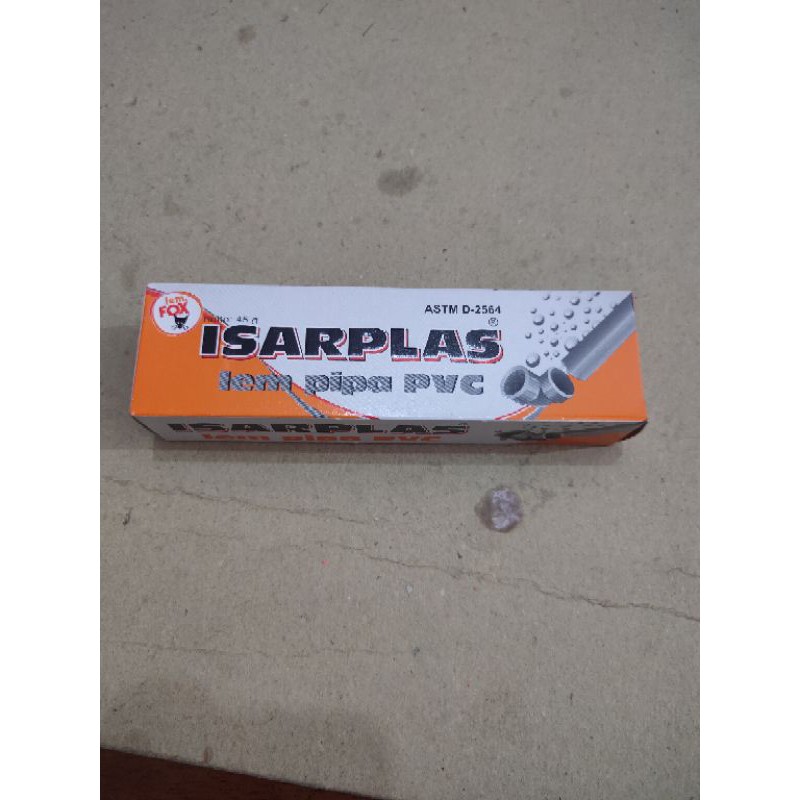 lem
FOX
Netto: 45 g
ASTM D-2564
ISARPLAS®
lem pipa PVC
ISARPLAS
lem pipa PVC